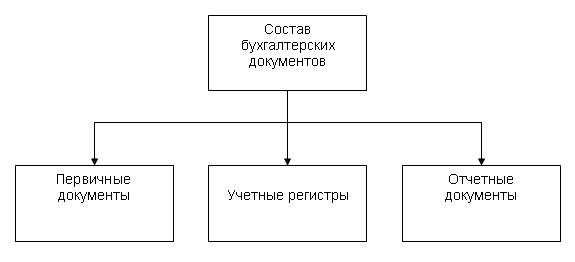 Состав
бухгалтерских
документов
Первичные
документы
Учетные регистры
Отчетные
документы